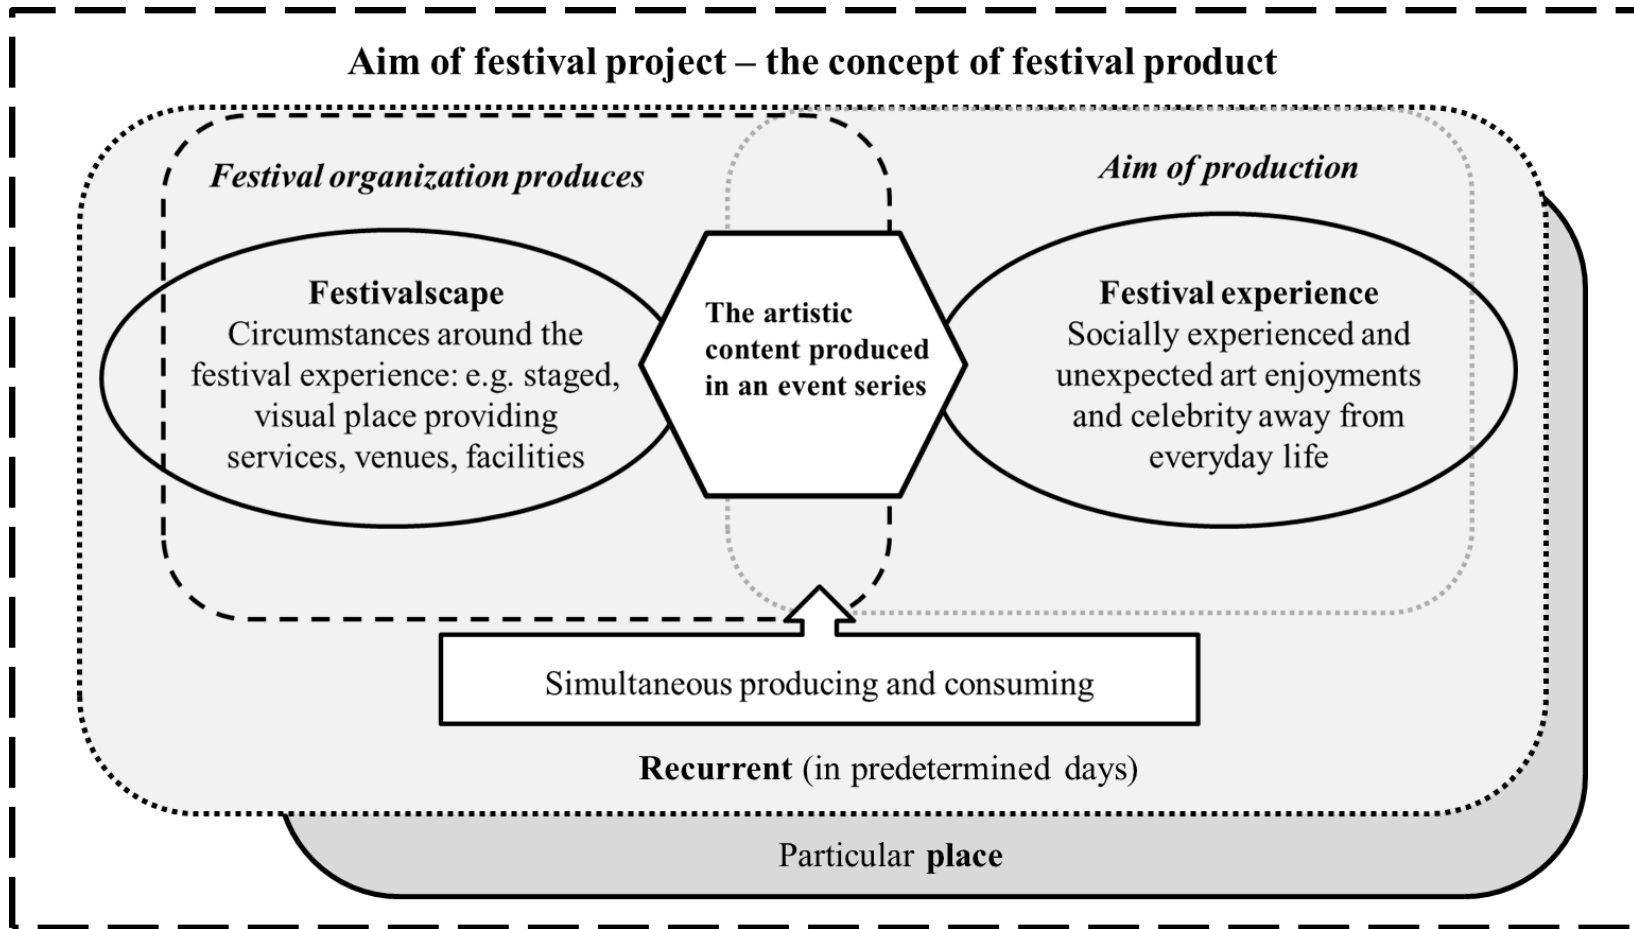 Aim of festival project – the concept of festival product
Festival organization produces
Aim of production
Festivalscape
Circumstances around the
festival experience: e.g. staged,
visual place providing
services, venues, facilities
The artistic
content produced
in an event series
Festival experience
Socially experienced and
unexpected art enjoyments
and celebrity away from
everyday life
Simultaneous producing and consuming
Recurrent (in predetermined days)
Particular place